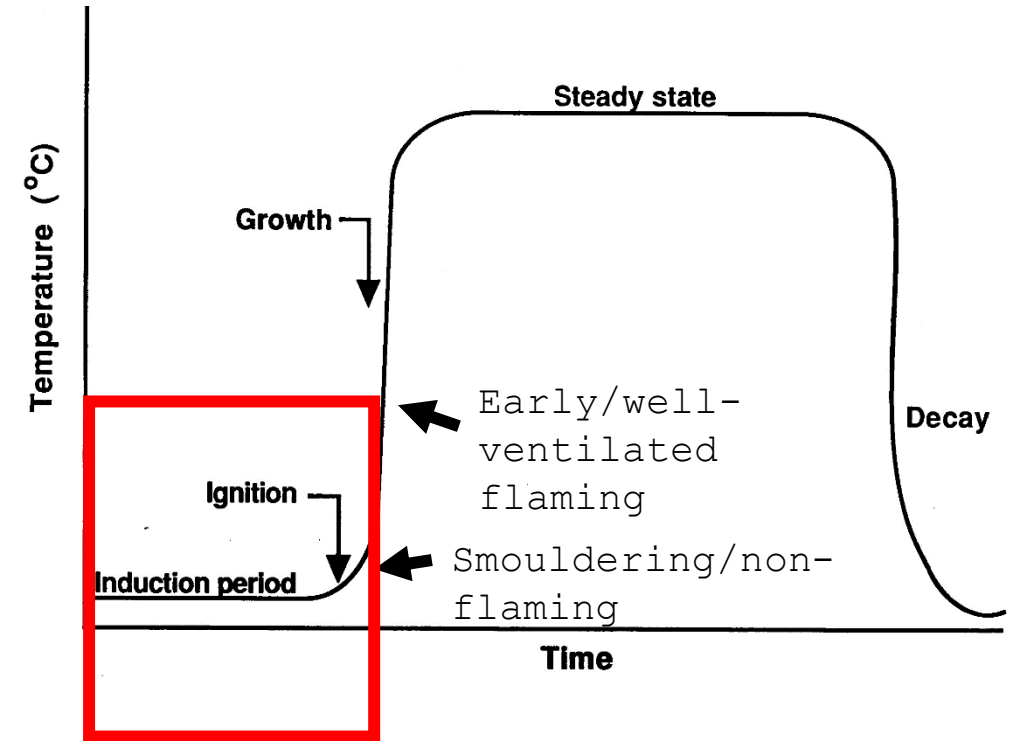 Steady state
Temperature (°C)
Growth
Early/well-
ventilated
flaming
Decay
Ignition
Smouldering/non-
flaming
Induction period
Time